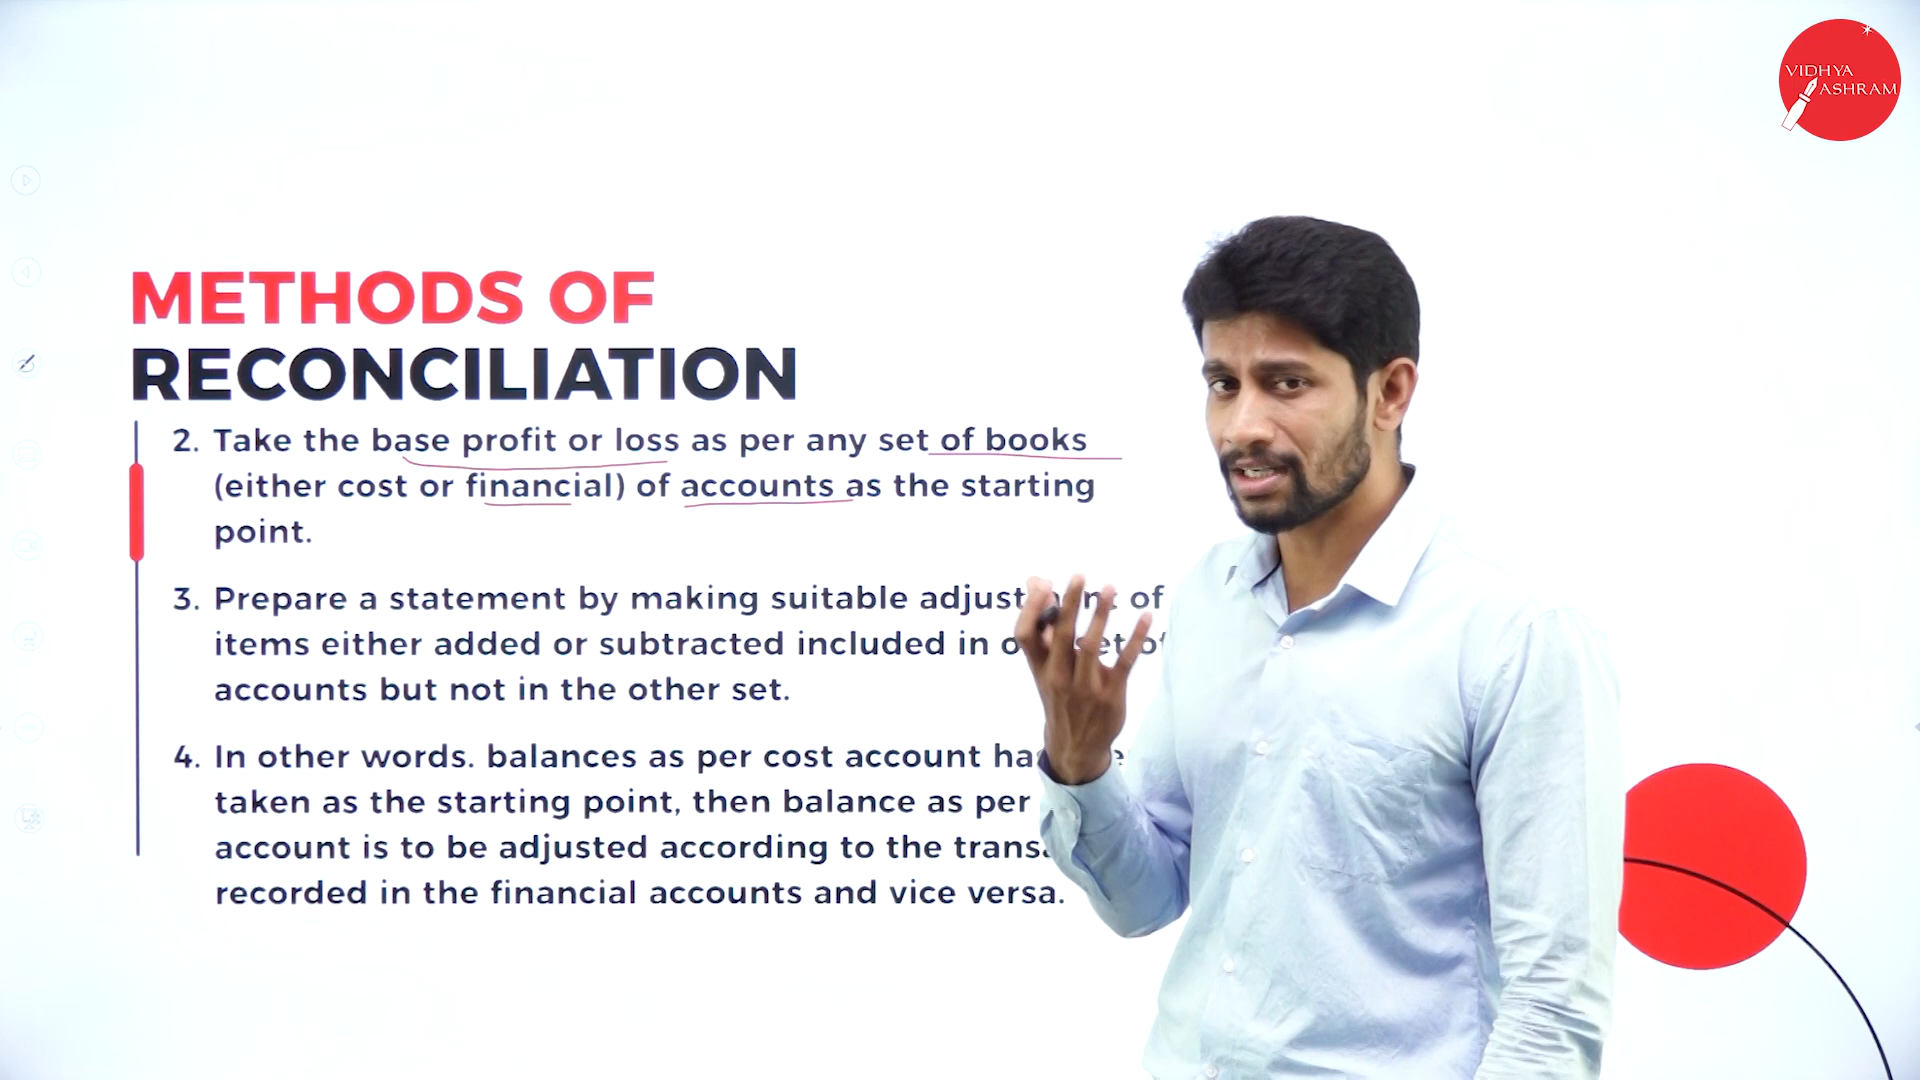 VIDHYA
ASHRAM
METHODS OF
RECONCILIATION
2. Take the base profit or loss as per any set of books
(either cost or financial) of accounts as the starting
point.
3. Prepare a statement by making suitable of
items either added or subtracted included in
accounts but not in the other set.
4. In other words. balances as per cost account
taken as the starting point, then balance as per
account is to be adjusted according to the
recorded in the financial accounts and vice versa.